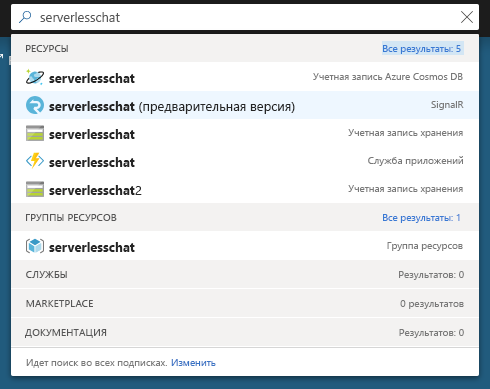 serverlesschat
РЕСУРСЫ Все результаты: 5
serverlesschat Учетная запись Azure Cosmos DB
serverlesschat (предварительная версия) SignalR
serverlesschat Учетная запись хранения
serverlesschat Служба приложений
serverlesschat2 Учетная запись хранения
ГРУППЫ РЕСУРСОВ Все результаты: 1
serverlesschat Группа ресурсов
СЛУЖБЫ Результатов: 0
MARKETPLACE 0 результатов
ДОКУМЕНТАЦИЯ Результатов: 0
Идет поиск во всех подписках. Изменить